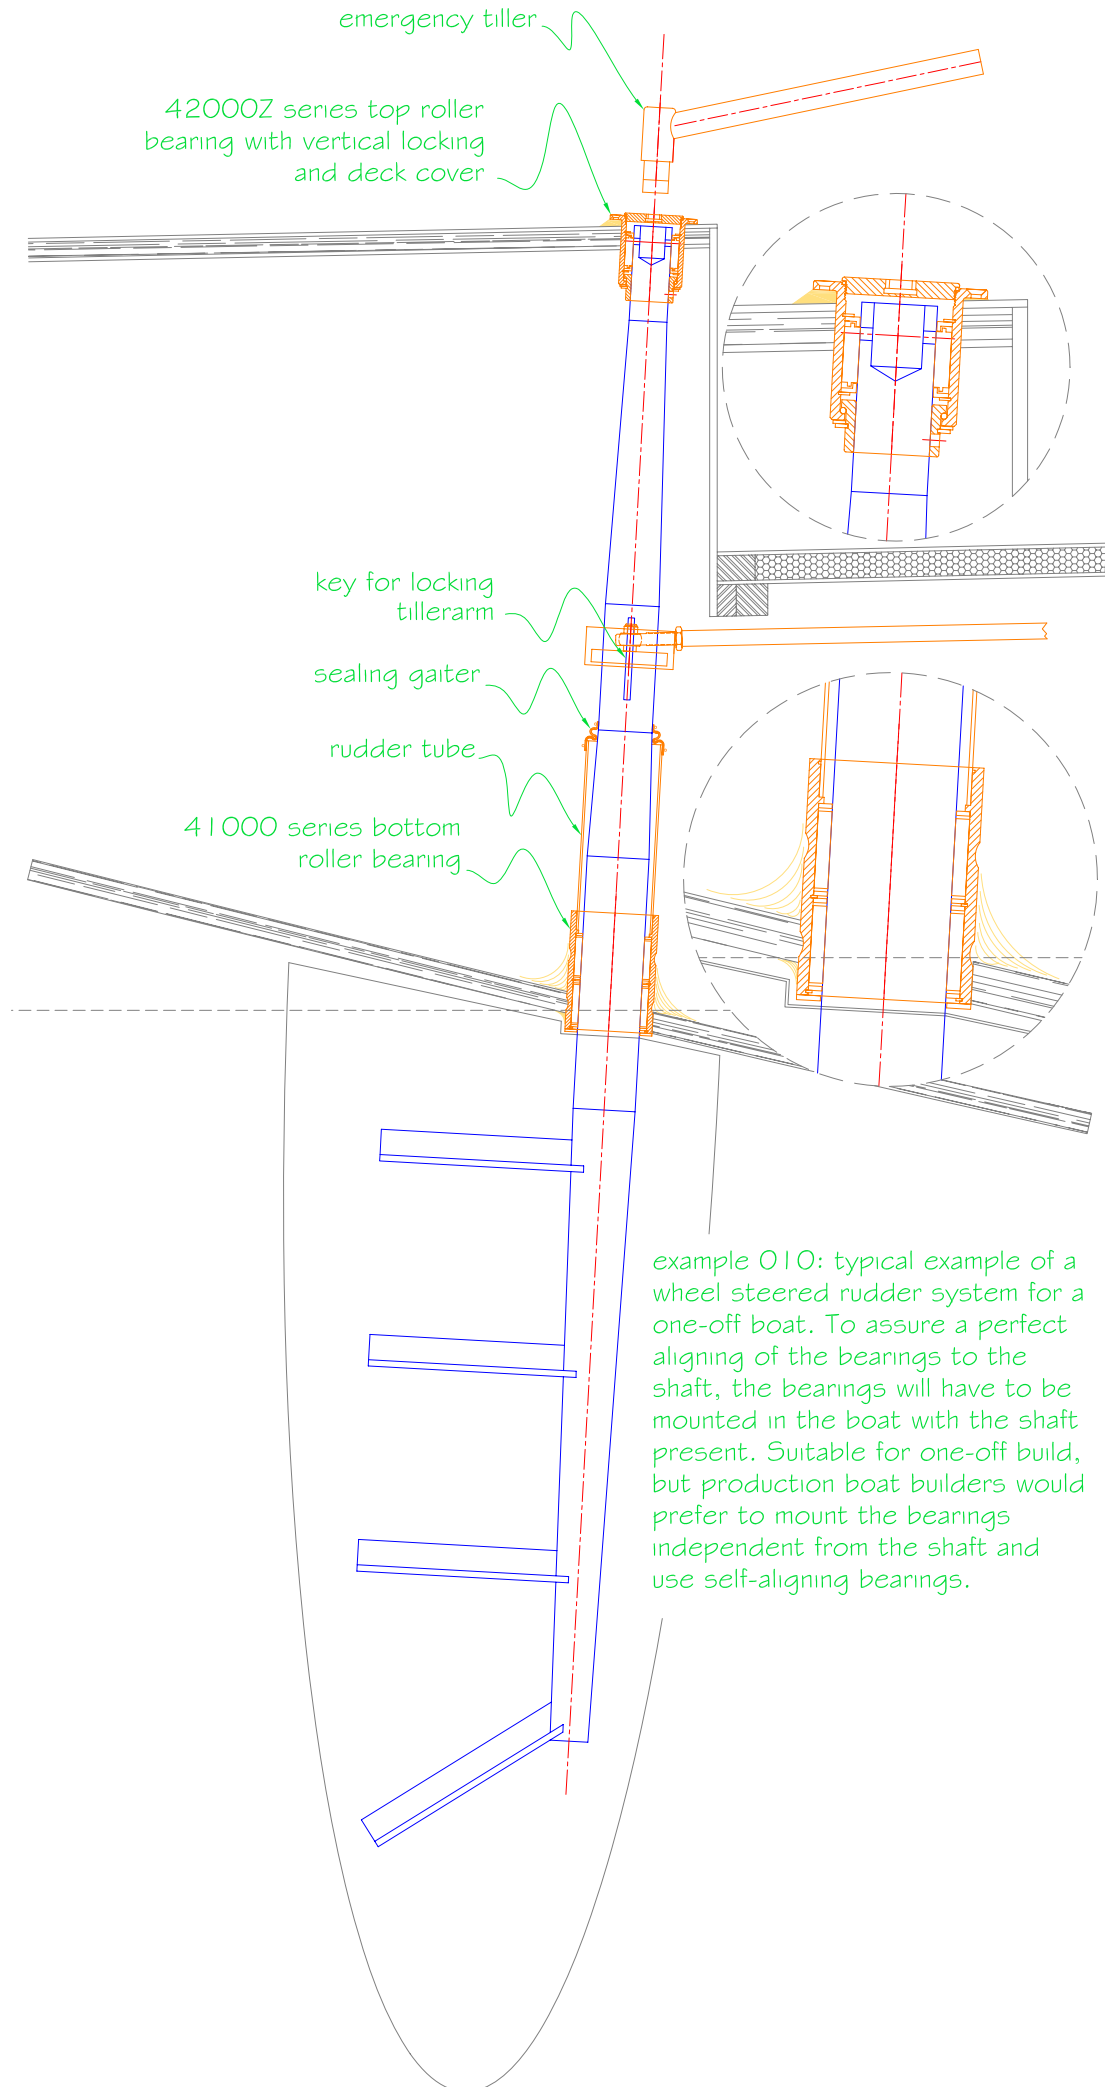 emergency tiller
42000Z series top roller
bearing with vertical locking
and deck cover
key for locking
tillerarm
sealing gaiter
rudder tube
41000 series bottom
roller bearing
example 010: typical example of a
wheel steered rudder system for a
one-off boat. To assure a perfect
aligning of the bearings to the
shaft, the bearings will have to be
mounted in the boat with the shaft
present. Suitable for one-off build,
but production boat builders would
prefer to mount the bearings
independent from the shaft and
use self-aligning bearings.